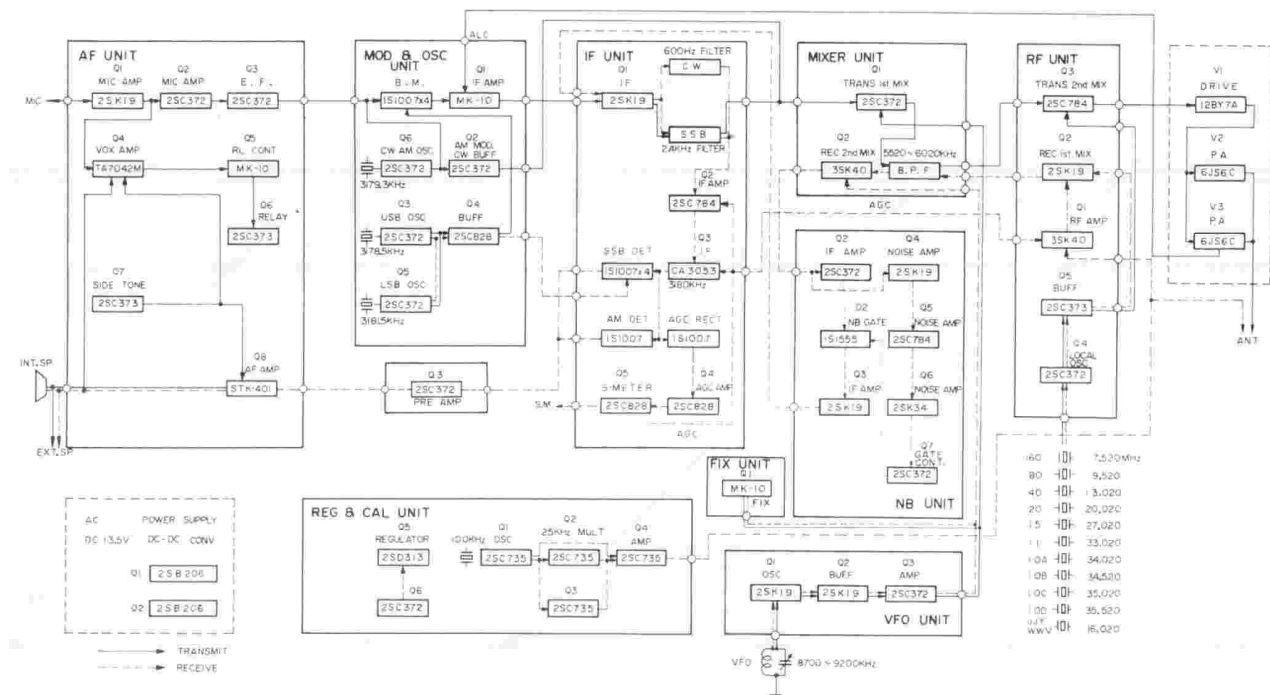 AF UNIT
Q1 Q2 Q3
MIC AMP MIC AMP E. F.
MIC
2SK19 2SC372 2SC372
Q4
VOX AMP
TA7042M
Q5
RL CONT
MK-10
Q6
RELAY
2SC373
Q7
SIDE TONE
2SC373
INT.SP
Q8
AF AMP
STK-401
EXT.SP
MOD & OSC
UNIT
ALC
B. M.
1S1007x4
Q1
IF AMP
MK-10
Q6
CW AM OSC
2SC372
Q2
AM MOD.
CW BUFF
2SC372
3179.3KHz
Q3
USB OSC
2SC372
Q4
BUFF
2SC828
3178.5KHz
Q5
LSB OSC
2SC372
3181.5KHz
Q3
2SC372
PRE AMP
IF UNIT
600Hz FILTER
C W
Q1
IF
2SK19
S S B
2.4KHz FILTER
Q2
IF AMP
2SC784
Q3
I F
SSB DET
1S1007x4
CA3053
3180KHz
AM DET
1S1007
AGC RECT
1S1007
Q5
S-METER
2SC828
Q4
AGC AMP
2SC828
S.M
AGC
MIXER UNIT
Q1
TRANS 1st MIX
2SC372
Q2
REC 2nd MIX
3SK40
5520~6020KHz
B. P. F
AGC
Q2
IF AMP
2SC372
Q4
NOISE AMP
2SK19
D2
NB GATE
1S1555
Q5
NOISE AMP
2SC784
Q3
IF AMP
2SK19
Q6
NOISE AMP
2SK34
Q7
GATE
CONT.
2SC372
NB UNIT
RF UNIT
Q3
TRANS 2nd MIX
2SC784
Q2
REC 1st MIX
2SK19
Q1
RF AMP
3SK40
Q5
BUFF
2SC373
Q4
LOCAL
OSC
2SC372
V1
DRIVE
12BY7A
V2
P A
6JS6C
V3
P.A
6JS6C
ANT
160 7,520MHz
80 9,520
40 13,020
20 20,020
15 27,020
11 33,020
10A 34,020
10B 34,520
10C 35,020
10D 35,520
JJY
WWV 16,020
FIX UNIT
Q1
MK-10
FIX
AC POWER SUPPLY
DC 13.5V DC-DC CONV
Q1 2SB206
Q2 2SB206
TRANSMIT
RECEIVE
REG & CAL UNIT
Q5
REGULATOR
2SD313
Q6
2SC372
100KHz
Q1
OSC
2SC735
Q2
25KHz MULT
2SC735
Q4
AMP
2SC735
Q3
2SC735
Q1
OSC
2SK19
Q2
BUFF
2SK19
Q3
AMP
2SC372
VFO UNIT
VFO 8700~9200KHz